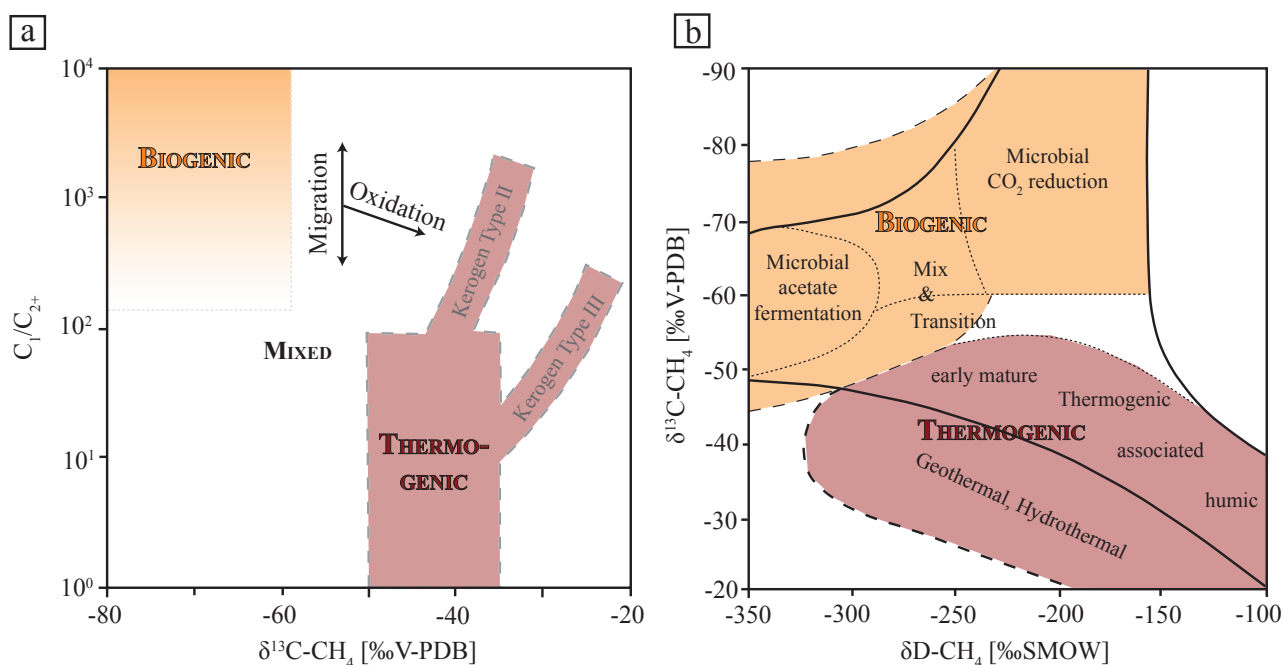 a
10⁴
10³
10²
10¹
10⁰
C₁/C₂₊
-80
-60
-40
-20
δ¹³C-CH₄ [‰V-PDB]
BIOGENIC
Migration
Oxidation
Kerogen Type II
Kerogen Type III
MIXED
THERMO-
GENIC
b
-90
-80
-70
-60
-50
-40
-30
-20
δ¹³C-CH₄ [‰V-PDB]
-350
-300
-250
-200
-150
-100
δD-CH₄ [‰SMOW]
Microbial
CO₂ reduction
BIOGENIC
Microbial
acetate
fermentation
Mix
&
Transition
early mature
Thermogenic
THERMOGENIC
associated
humic
Geothermal, Hydrothermal